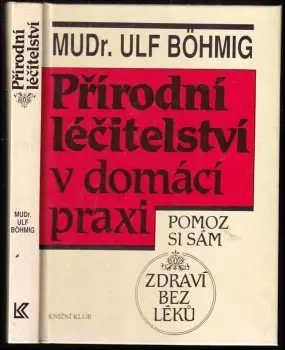 Přírodní
léčitelství
MUDr.
ULF
BÖHMIG
MUDr. ULF BÖHMIG
Přírodní
léčitelství
v domácí
praxi
POMOZ
SI SÁM
ZDRAVÍ
BEZ
LÉKŮ
KNIŽNÍ KLUB